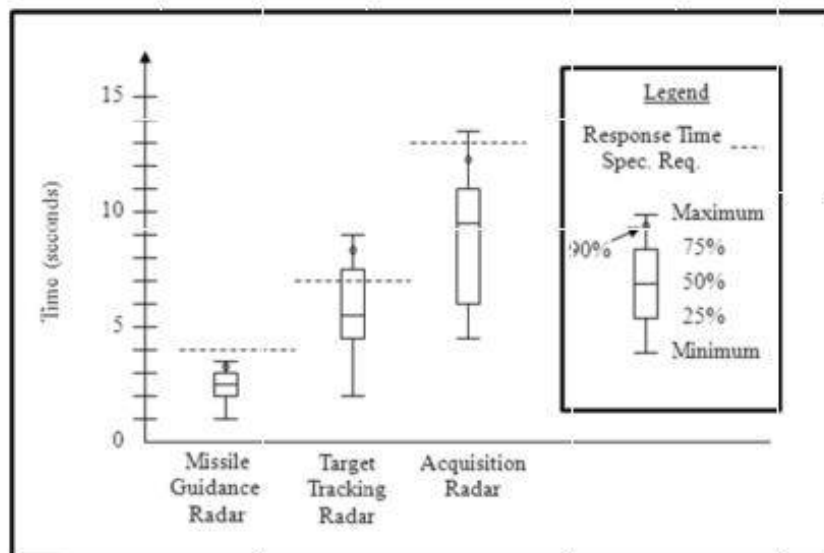 15
10
5
0
Time (seconds)
Missile
Guidance
Radar
Target
Tracking
Radar
Acquisition
Radar
Legend
Response Time
Spec. Req.
Maximum
90%
75%
50%
25%
Minimum